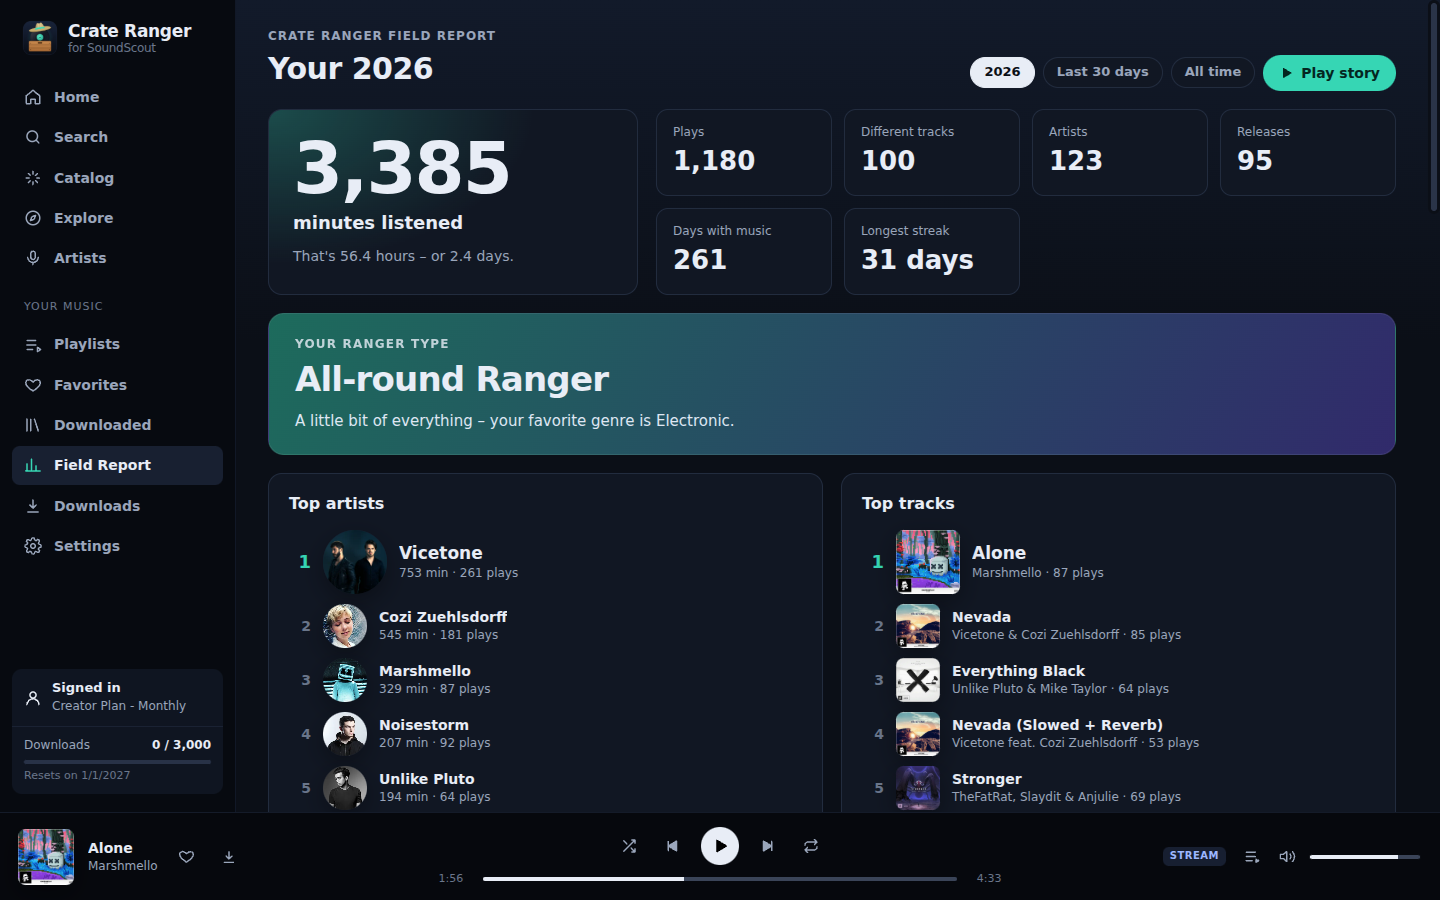 Crate Ranger
for SoundScout
Home
Search
Catalog
Explore
Artists
YOUR MUSIC
Playlists
Favorites
Downloaded
Field Report
Downloads
Settings
Signed in
Creator Plan - Monthly
Downloads 0 / 3,000
Resets on 1/1/2027
CRATE RANGER FIELD REPORT
Your 2026
2026 Last 30 days All time Play story
3,385
minutes listened
That's 56.4 hours – or 2.4 days.
Plays
1,180
Different tracks
100
Artists
123
Releases
95
Days with music
261
Longest streak
31 days
YOUR RANGER TYPE
All-round Ranger
A little bit of everything – your favorite genre is Electronic.
Top artists
1 Vicetone
753 min · 261 plays
2 Cozi Zuehlsdorff
545 min · 181 plays
3 Marshmello
329 min · 87 plays
4 Noisestorm
207 min · 92 plays
5 Unlike Pluto
194 min · 64 plays
Top tracks
1 Alone
Marshmello · 87 plays
2 Nevada
Vicetone & Cozi Zuehlsdorff · 85 plays
3 Everything Black
Unlike Pluto & Mike Taylor · 64 plays
4 Nevada (Slowed + Reverb)
Vicetone feat. Cozi Zuehlsdorff · 53 plays
5 Stronger
TheFatRat, Slaydit & Anjulie · 69 plays
Alone
Marshmello
1:56 4:33
STREAM